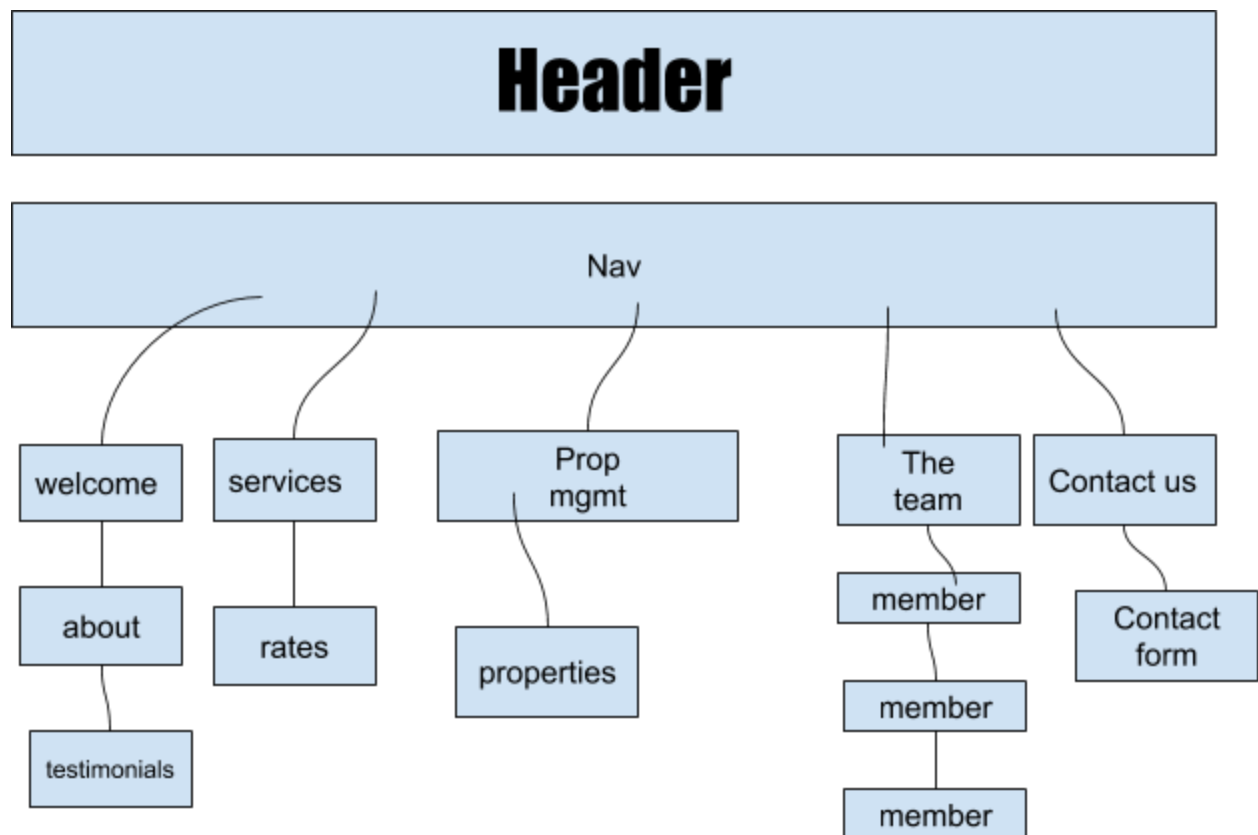 Header
Nav
welcome
services
Prop
mgmt
The
team
Contact us
about
rates
properties
member
Contact
form
testimonials
member
member